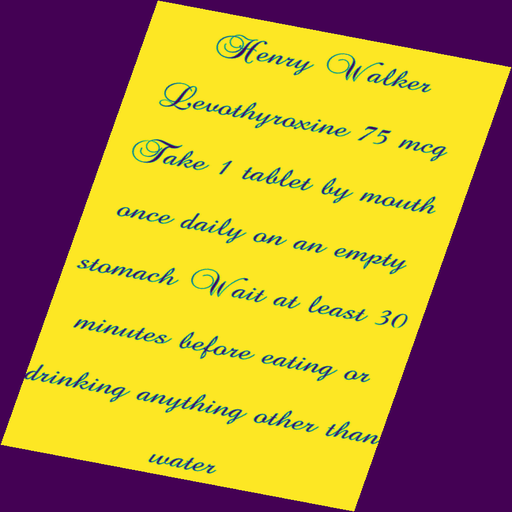 Henry Walker
Levothyroxine 75 mcg
Take 1 tablet by mouth
once daily on an empty
stomach Wait at least 30
minutes before eating or
drinking anything other than
water